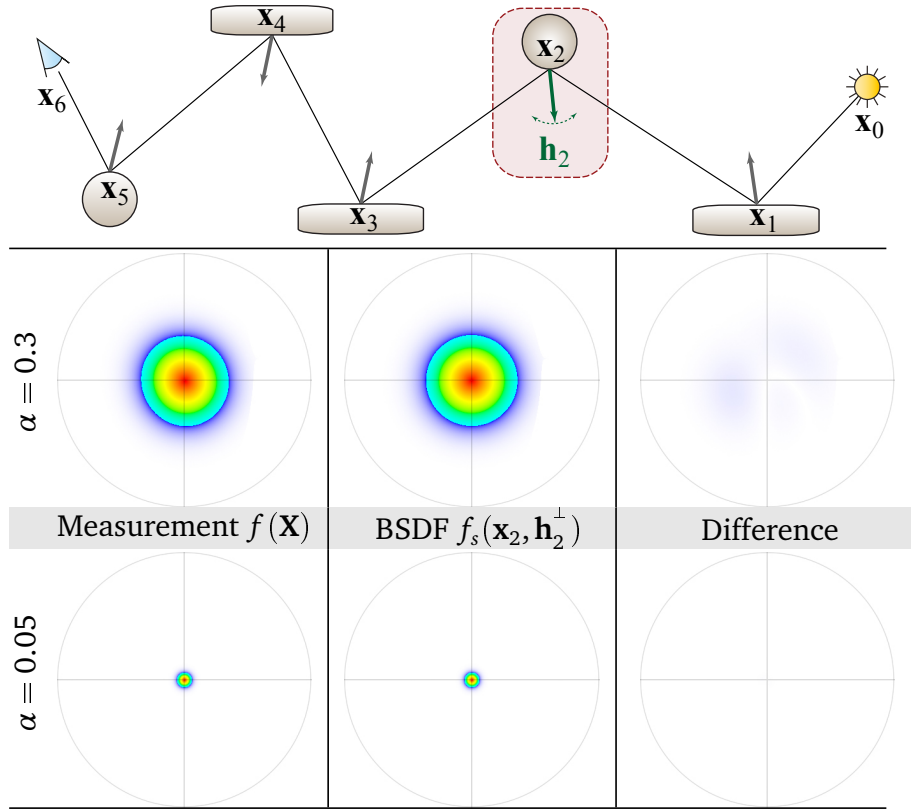 x₄
x₂
x₆
x₀
h₂
x₅
x₃
x₁
α = 0.3
Measurement f(X)
BSDF fₛ(x₂, h₂^⊥)
Difference
α = 0.05